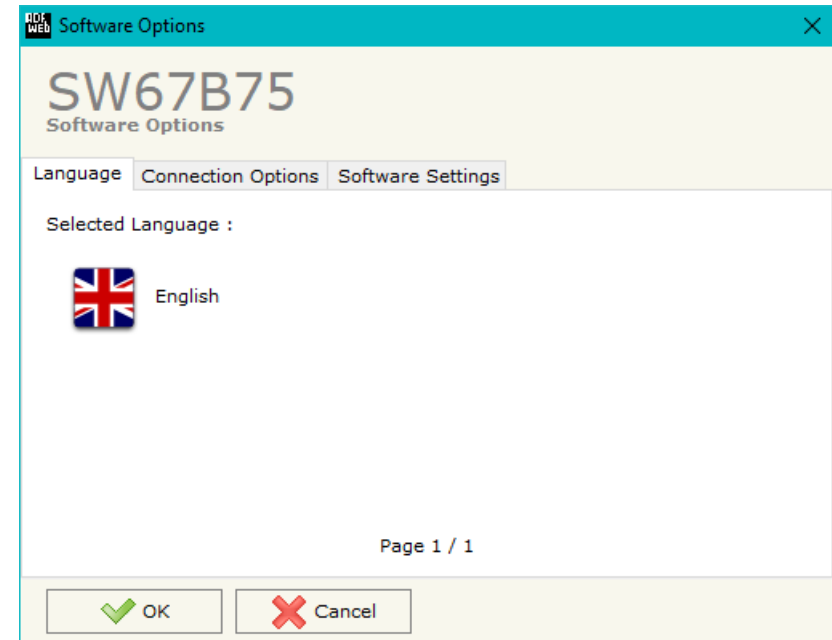 ADF
WEB Software Options
SW67B75
Software Options
Language Connection Options Software Settings
Selected Language :
English
Page 1 / 1
OK Cancel